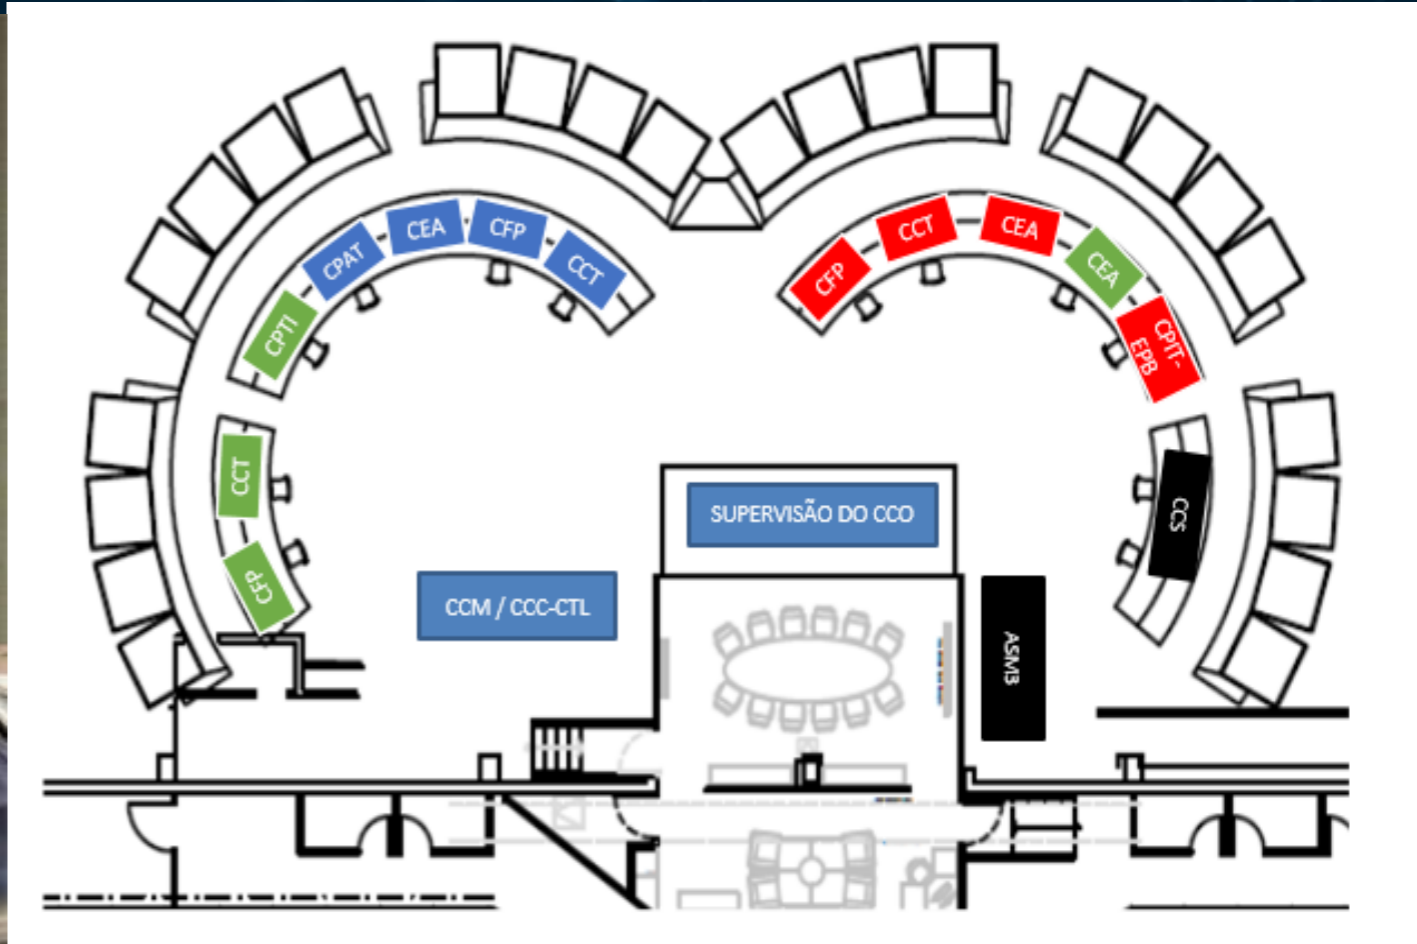 CPTI
CPAT
CEA
CFP
CCT
CFP
CCT
CEA
CEA
CPIT-
EPB
CCT
CFP
CCS
SUPERVISÃO DO CCO
CCM / CCC-CTL
ASM3